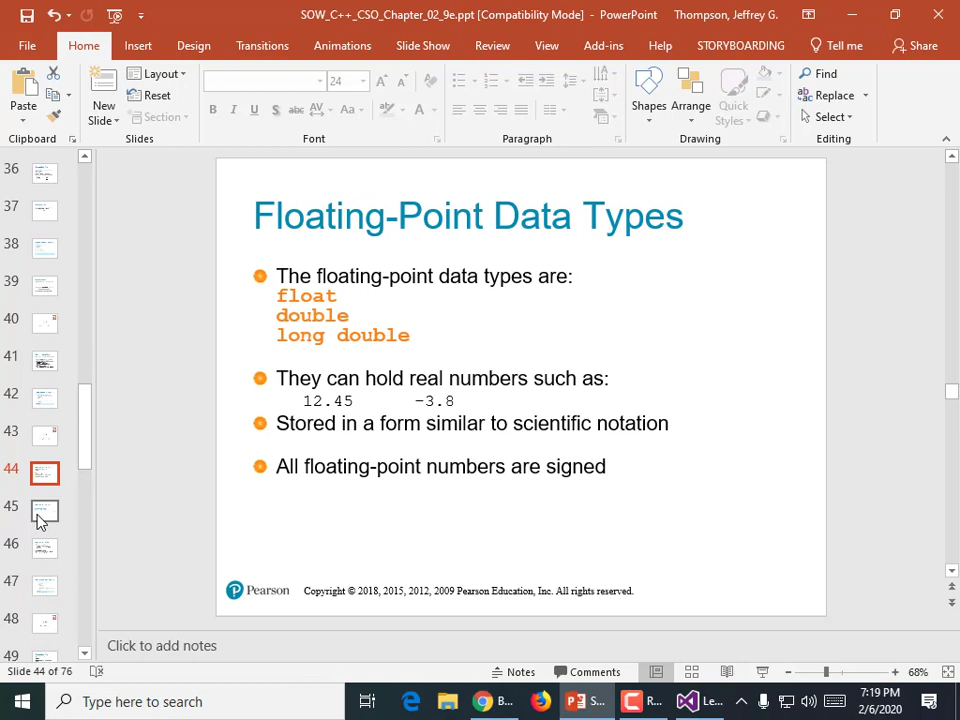 SOW_C++_CSO_Chapter_02_9e.ppt [Compatibility Mode] - PowerPoint
Thompson, Jeffrey G.
File Home Insert Design Transitions Animations Slide Show Review View Add-ins Help STORYBOARDING Tell me Share
Paste
Clipboard
New
Slide
Layout
Reset
Section
Slides
24
B I U S abc AV Aa A
Font
Paragraph
Shapes
Arrange
Quick
Styles
Drawing
Find
Replace
Select
Editing
36
37
38
39
40
41
42
43
44
45
46
47
48
49
Floating-Point Data Types
The floating-point data types are:
float
double
long double
They can hold real numbers such as:
12.45 -3.8
Stored in a form similar to scientific notation
All floating-point numbers are signed
Pearson Copyright © 2018, 2015, 2012, 2009 Pearson Education, Inc. All rights reserved.
Click to add notes
Slide 44 of 76 Notes Comments 68%
Type here to search B... S... R... Le...
7:19 PM
2/6/2020